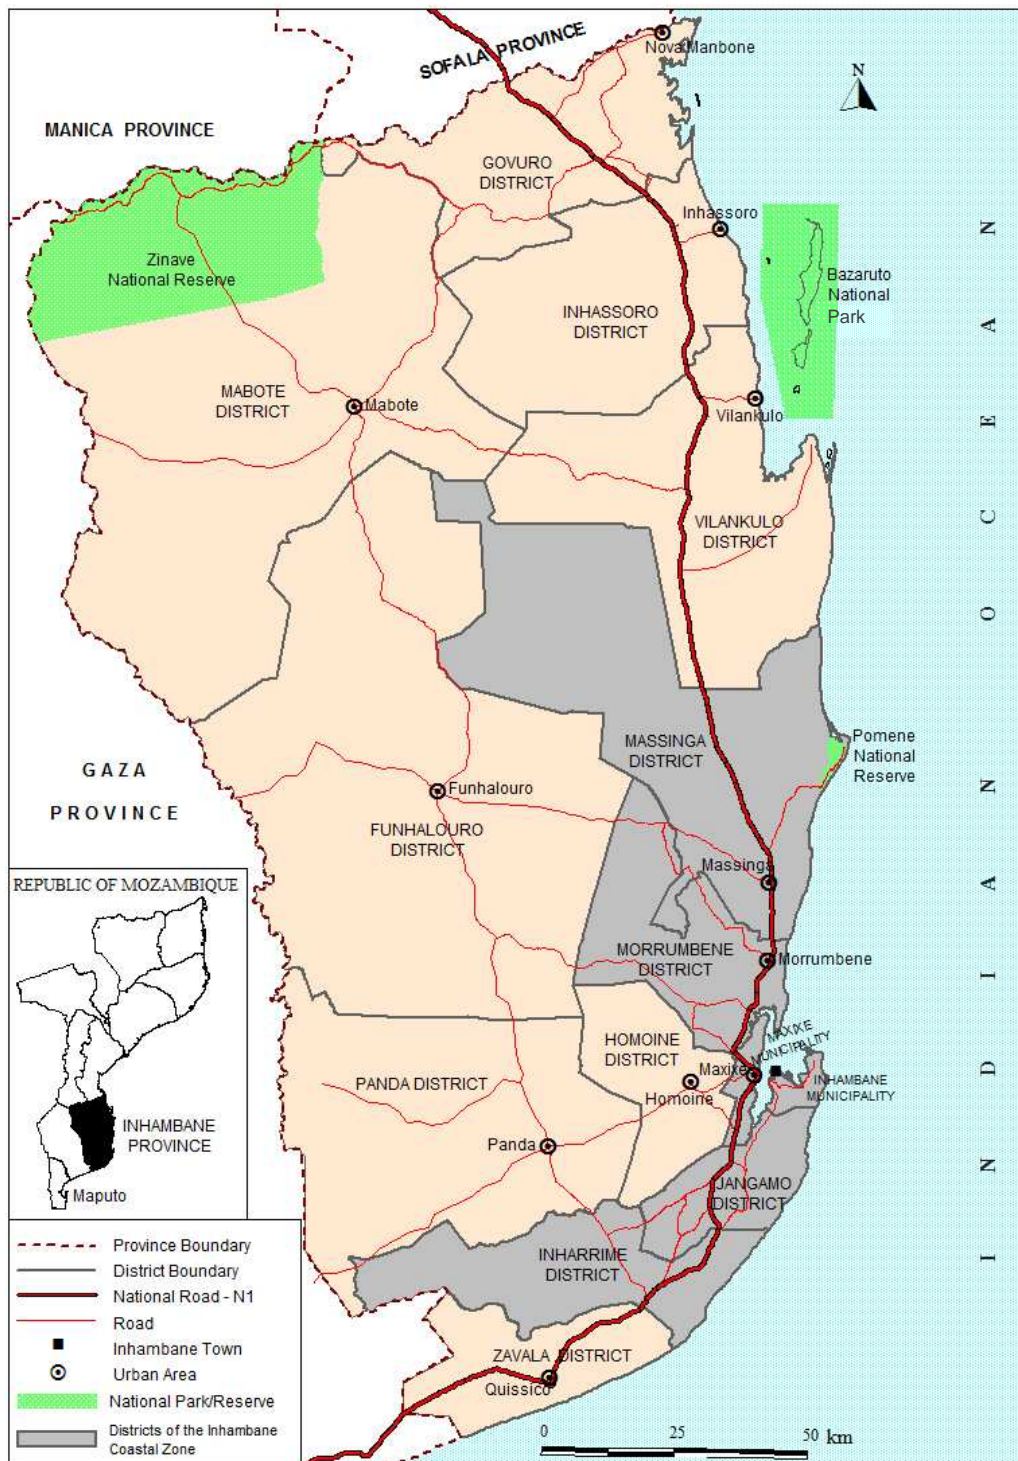 SOFALA PROVINCE
Nova Manbone
N
MANICA PROVINCE
GOVURO
DISTRICT
Inhassoro
Zinave
National Reserve
Bazaruto
National
Park
INHASSORO
DISTRICT
MABOTE
DISTRICT
Mabote
Vilankulo
VILANKULO
DISTRICT
INDIAN OCEAN
MASSINGA
DISTRICT
Pomene
National
Reserve
GAZA
PROVINCE
Funhalouro
FUNHALOURO
DISTRICT
Massinga
MORRUMBENE
DISTRICT
Morrumbene
HOMOINE
DISTRICT
MAXIXE
MUNICIPALITY
Maxixe
Homoine
INHAMBANE
MUNICIPALITY
PANDA DISTRICT
Panda
JANGAMO
DISTRICT
INHARRIME
DISTRICT
ZAVALA DISTRICT
Quissico
REPUBLIC OF MOZAMBIQUE
INHAMBANE
PROVINCE
Maputo
Province Boundary
District Boundary
National Road - N1
Road
Inhambane Town
Urban Area
National Park/Reserve
Districts of the Inhambane
Coastal Zone
0 25 50 km